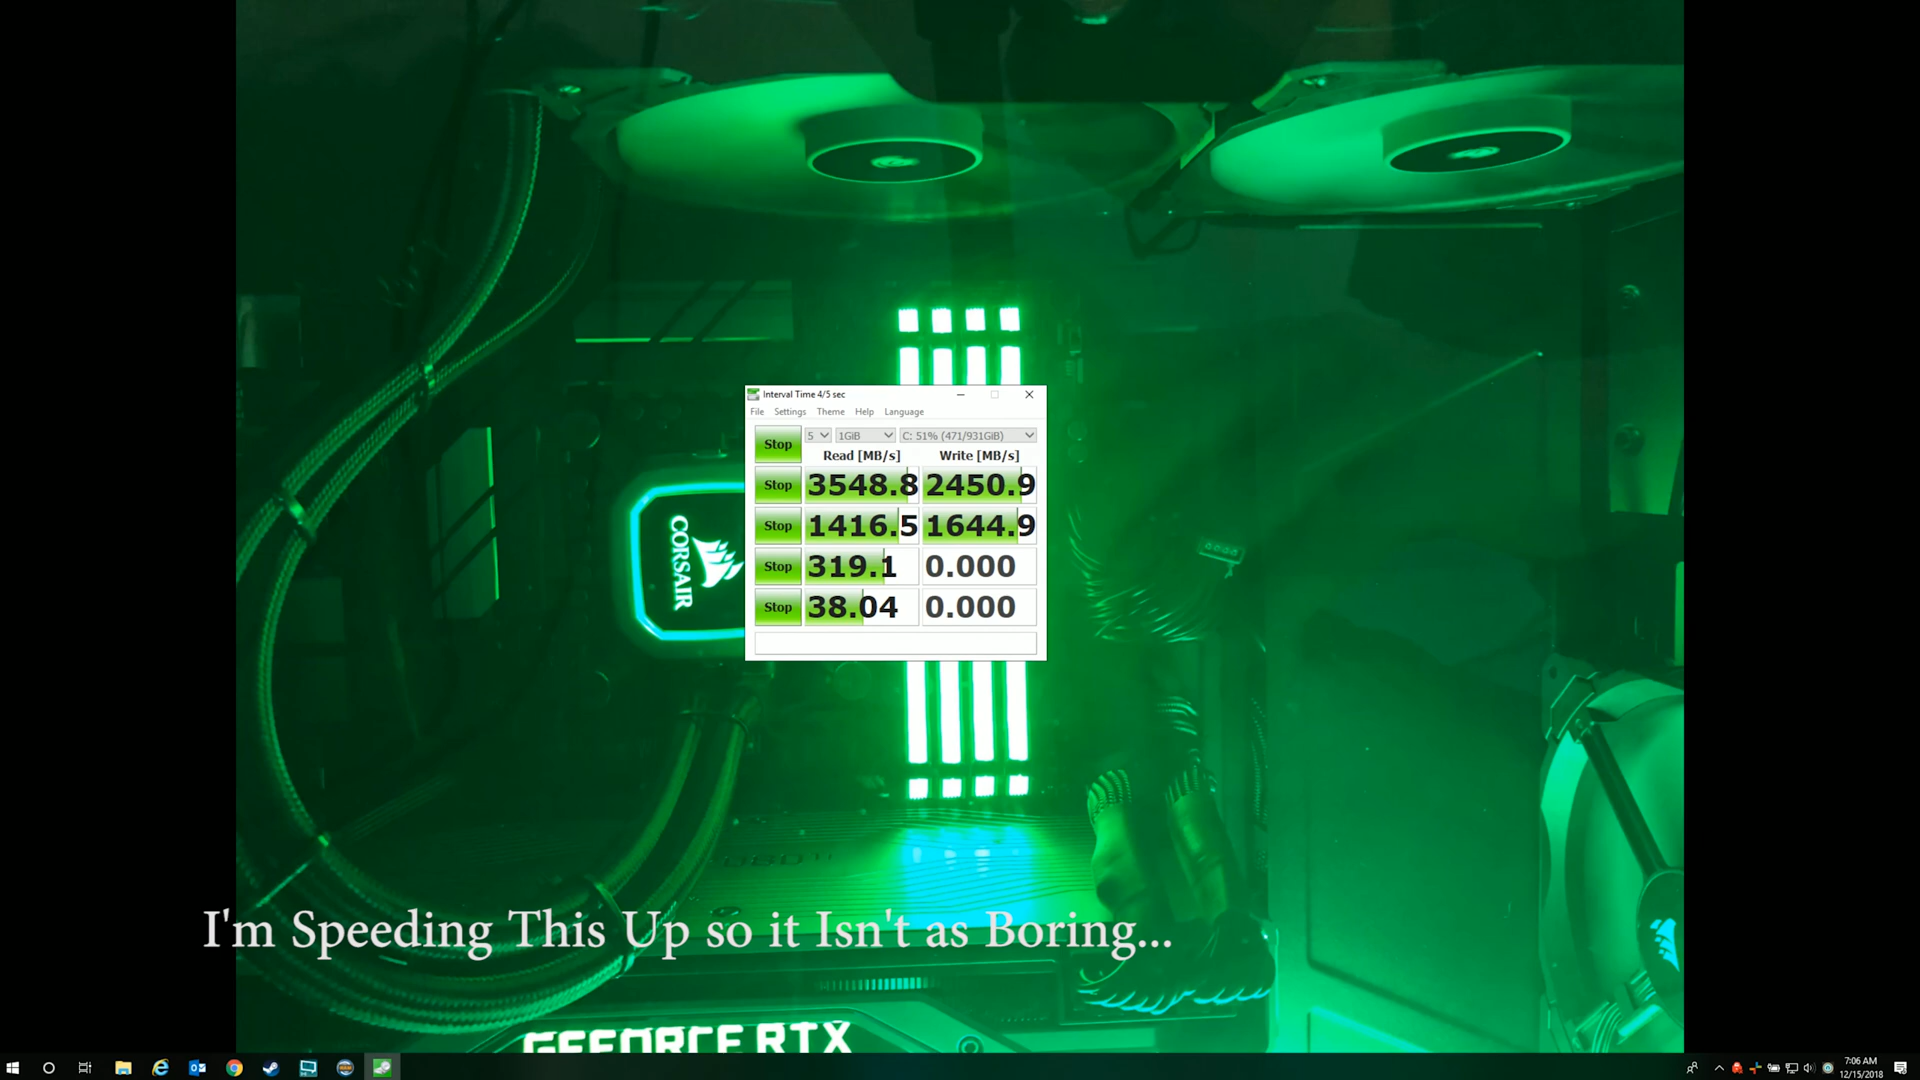 Interval Time 4/5 sec
File Settings Theme Help Language
Stop 5 1GiB C: 51% (471/931GiB)
Read [MB/s] Write [MB/s]
Stop 3548.8 2450.9
Stop 1416.5 1644.9
Stop 319.1 0.000
Stop 38.04 0.000
CORSAIR
I'm Speeding This Up so it Isn't as Boring...
GEFORCE RTX
7:06 AM
12/15/2018